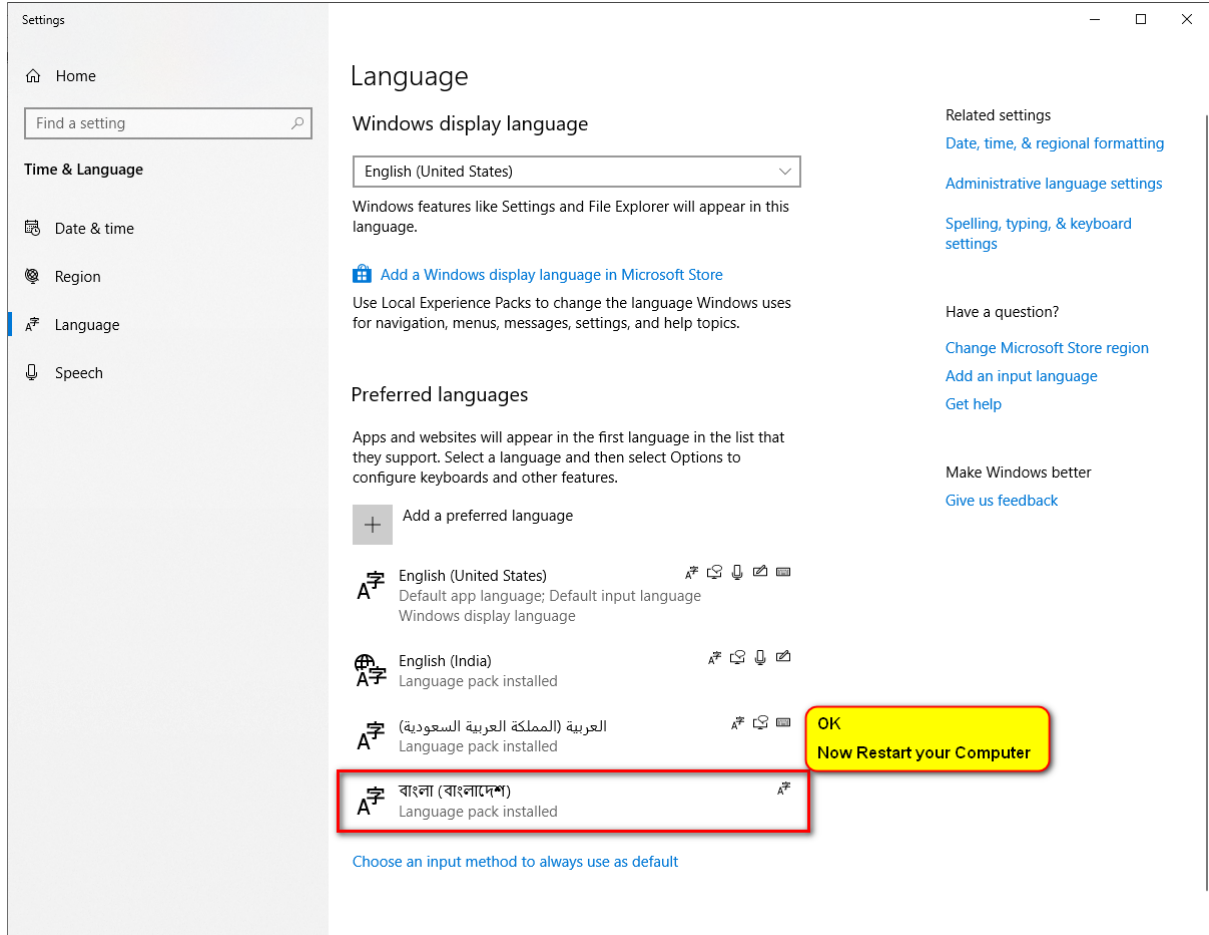 Settings
Home
Find a setting
Time & Language
Date & time
Region
Language
Speech
Language
Windows display language
English (United States)
Windows features like Settings and File Explorer will appear in this
language.
Add a Windows display language in Microsoft Store
Use Local Experience Packs to change the language Windows uses
for navigation, menus, messages, settings, and help topics.
Preferred languages
Apps and websites will appear in the first language in the list that
they support. Select a language and then select Options to
configure keyboards and other features.
Add a preferred language
English (United States)
Default app language; Default input language
Windows display language
English (India)
Language pack installed
العربية (المملكة العربية السعودية)
Language pack installed
বাংলা (বাংলাদেশ)
Language pack installed
OK
Now Restart your Computer
Choose an input method to always use as default
Related settings
Date, time, & regional formatting
Administrative language settings
Spelling, typing, & keyboard
settings
Have a question?
Change Microsoft Store region
Add an input language
Get help
Make Windows better
Give us feedback